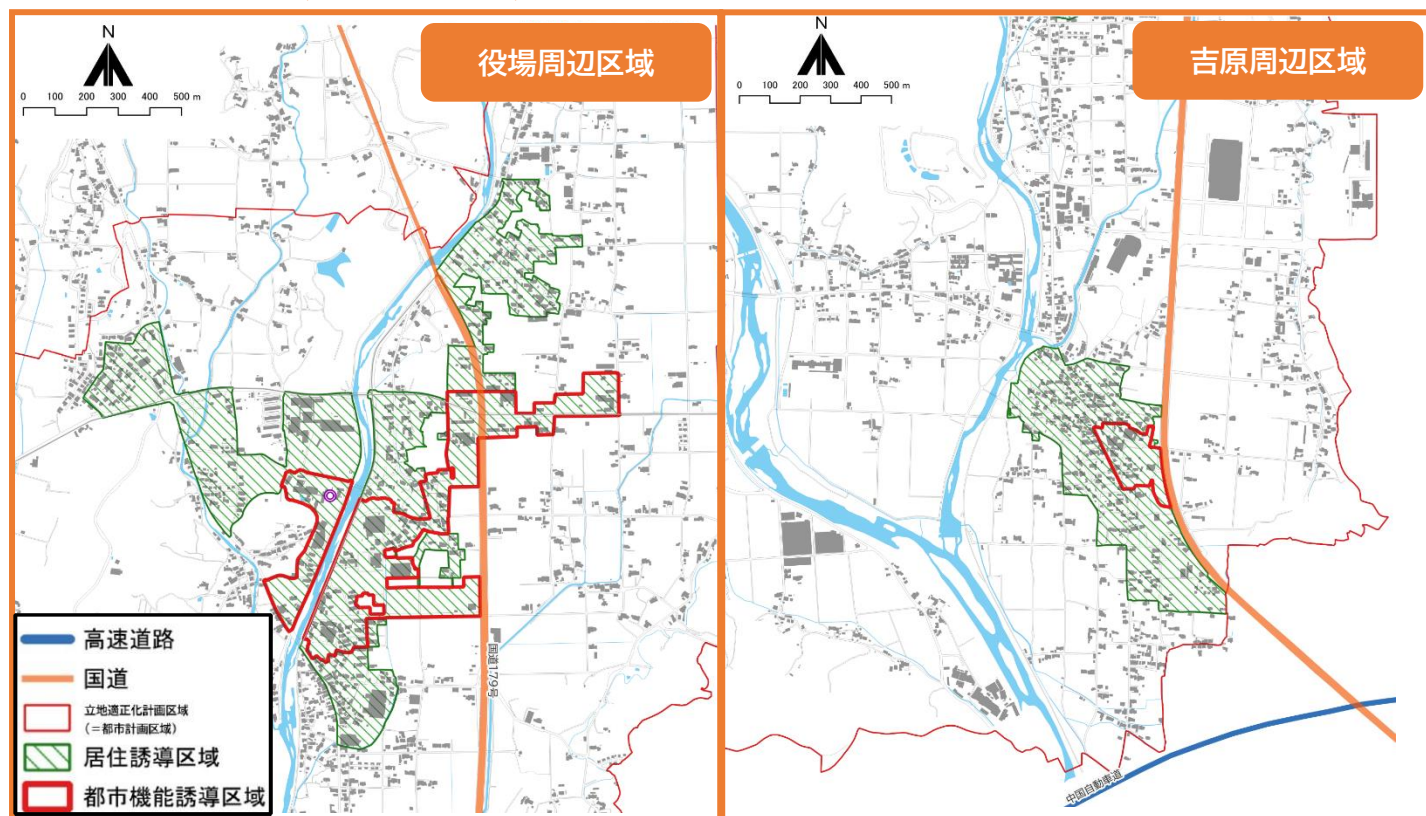 役場周辺区域
N
0 100 200 300 400 500 m
国道179号
高速道路
国道
立地適正化計画区域
(=都市計画区域)
居住誘導区域
都市機能誘導区域
吉原周辺区域
N
0 100 200 300 400 500 m
中国自動車道